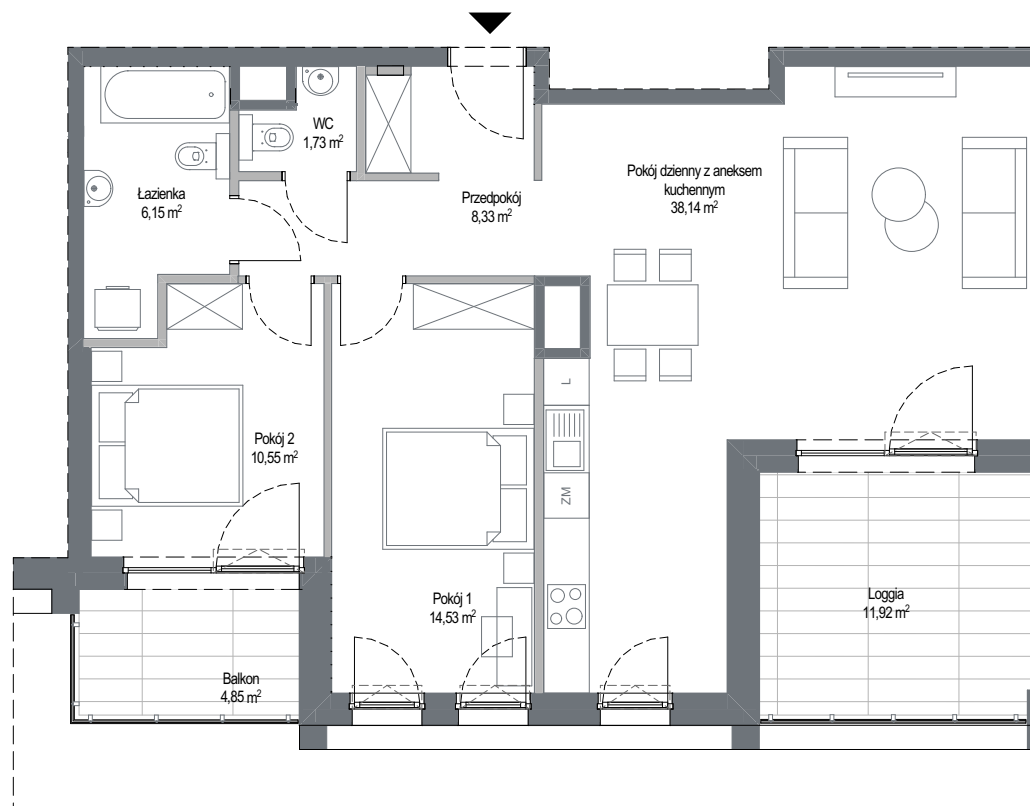 WC
1,73 m²
Łazienka
6,15 m²
Przedpokój
8,33 m²
Pokój dzienny z aneksem
kuchennym
38,14 m²
L
ZM
Pokój 2
10,55 m²
Pokój 1
14,53 m²
Loggia
11,92 m²
Balkon
4,85 m²